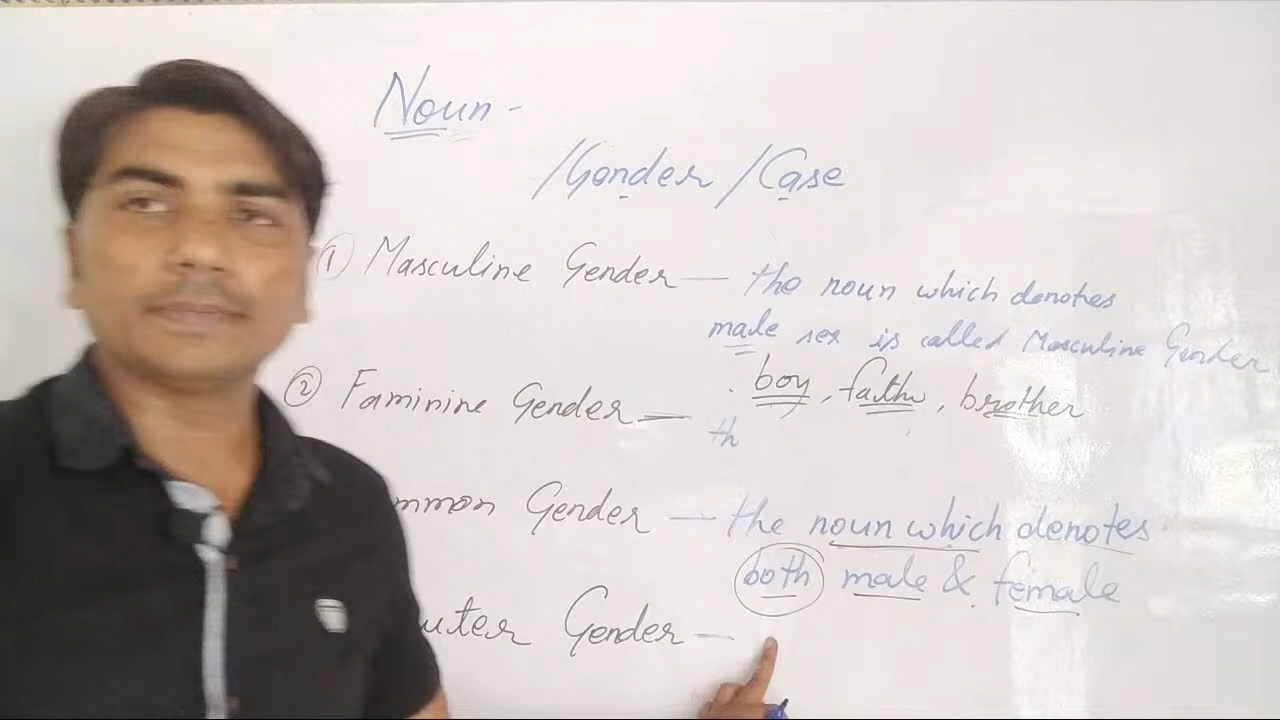 Noun -
/Gender /Case
① Masculine Gender — the noun which denotes
male sex is called Masculine Gender
. boy, fathr, brother
② Faminine Gender — th
mmon Gender — the noun which denotes
both male & female
uter Gender —